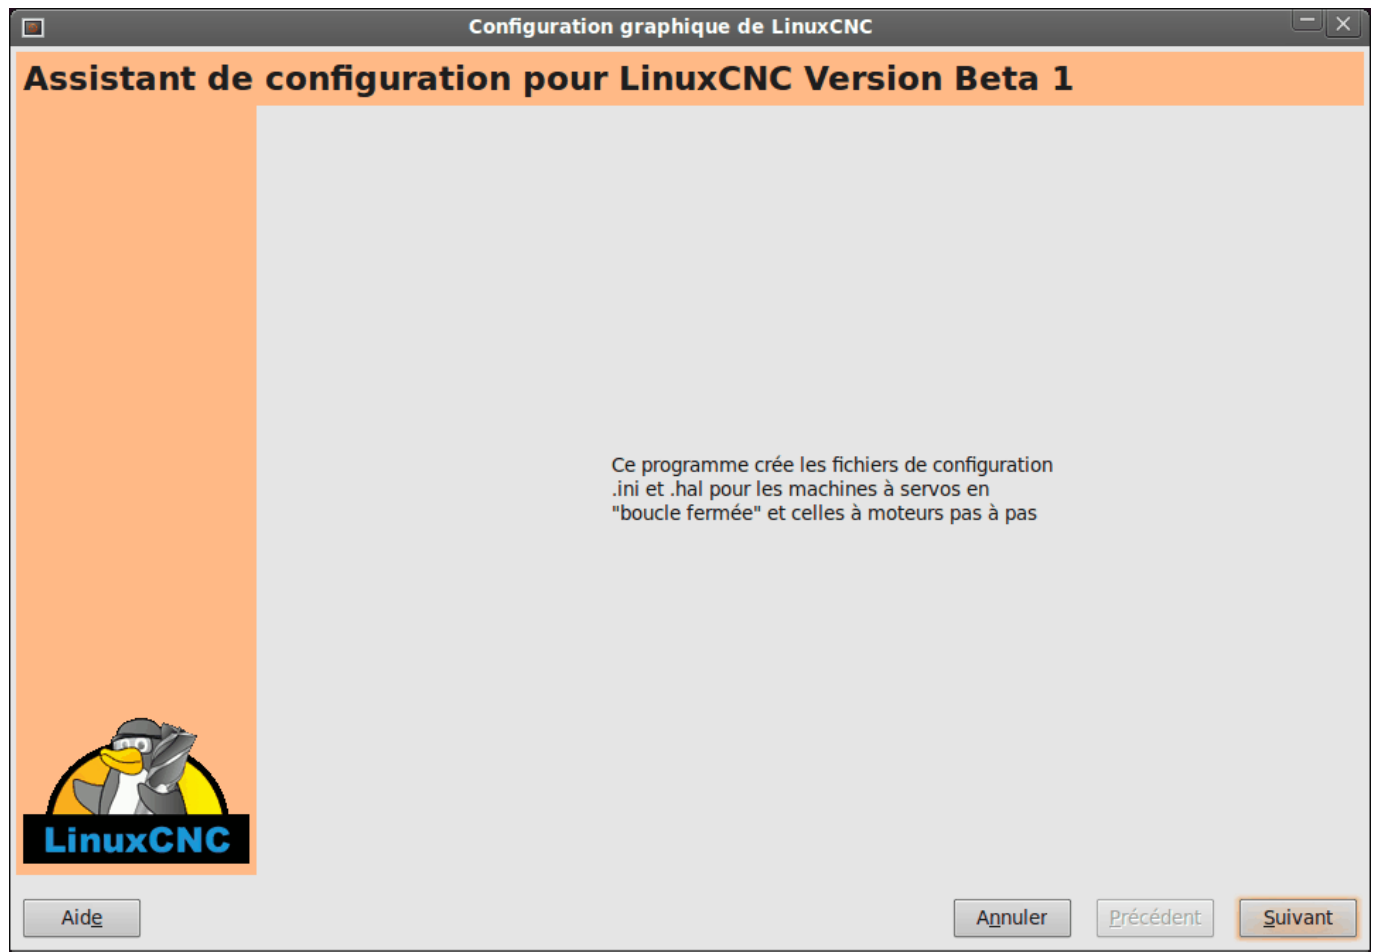 Configuration graphique de LinuxCNC
Assistant de configuration pour LinuxCNC Version Beta 1
Ce programme crée les fichiers de configuration
.ini et .hal pour les machines à servos en
"boucle fermée" et celles à moteurs pas à pas
LinuxCNC
Aide
Annuler
Précédent
Suivant